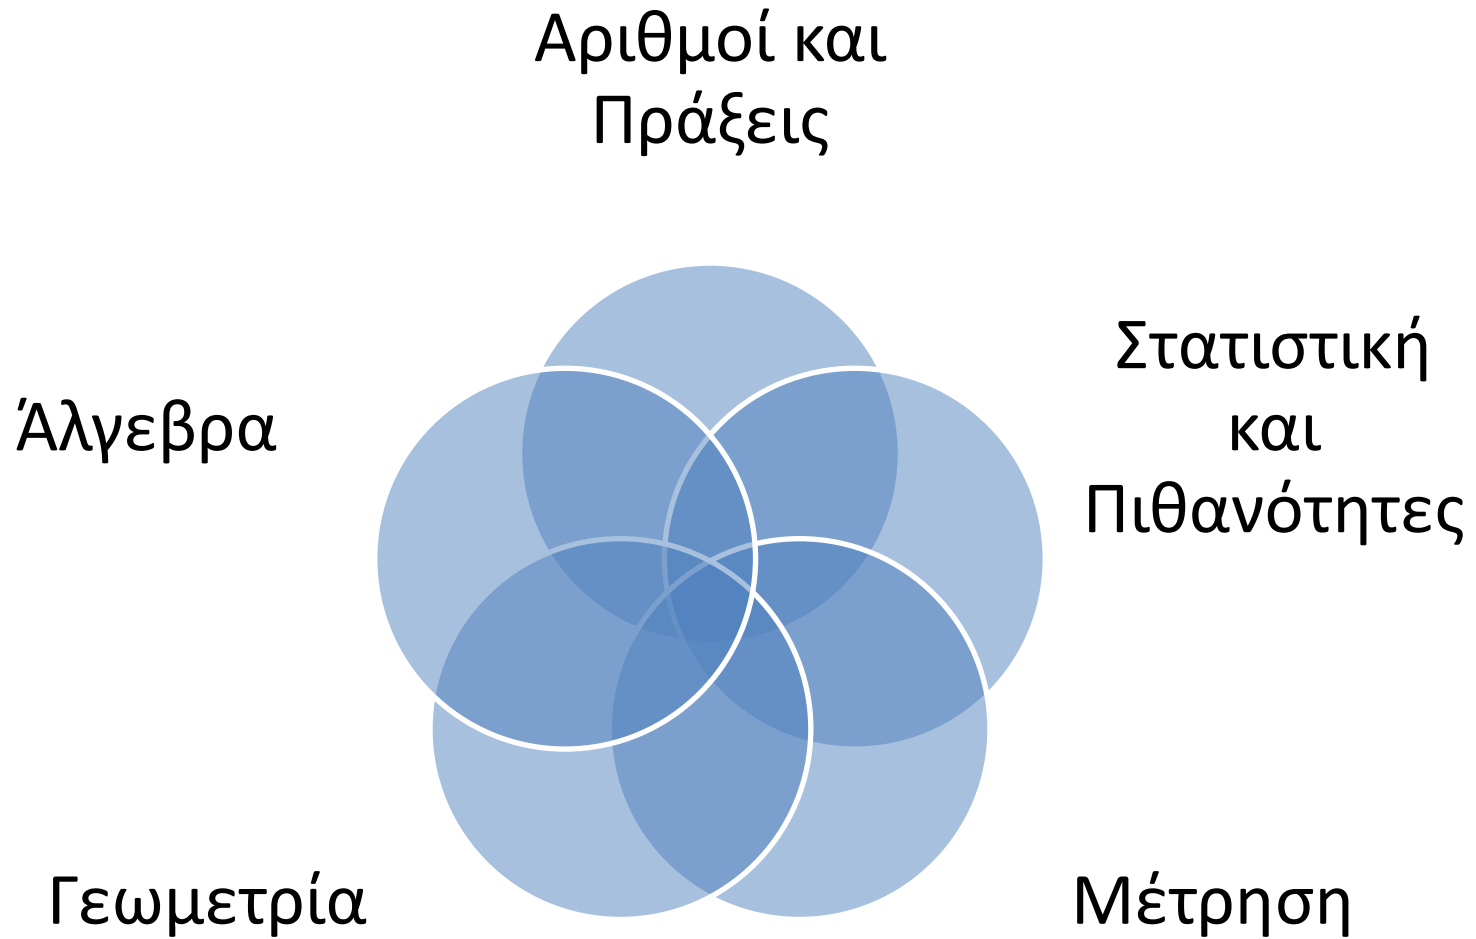 Αριθμοί και
Πράξεις
Στατιστική
και
Πιθανότητες
Μέτρηση
Γεωμετρία
Άλγεβρα